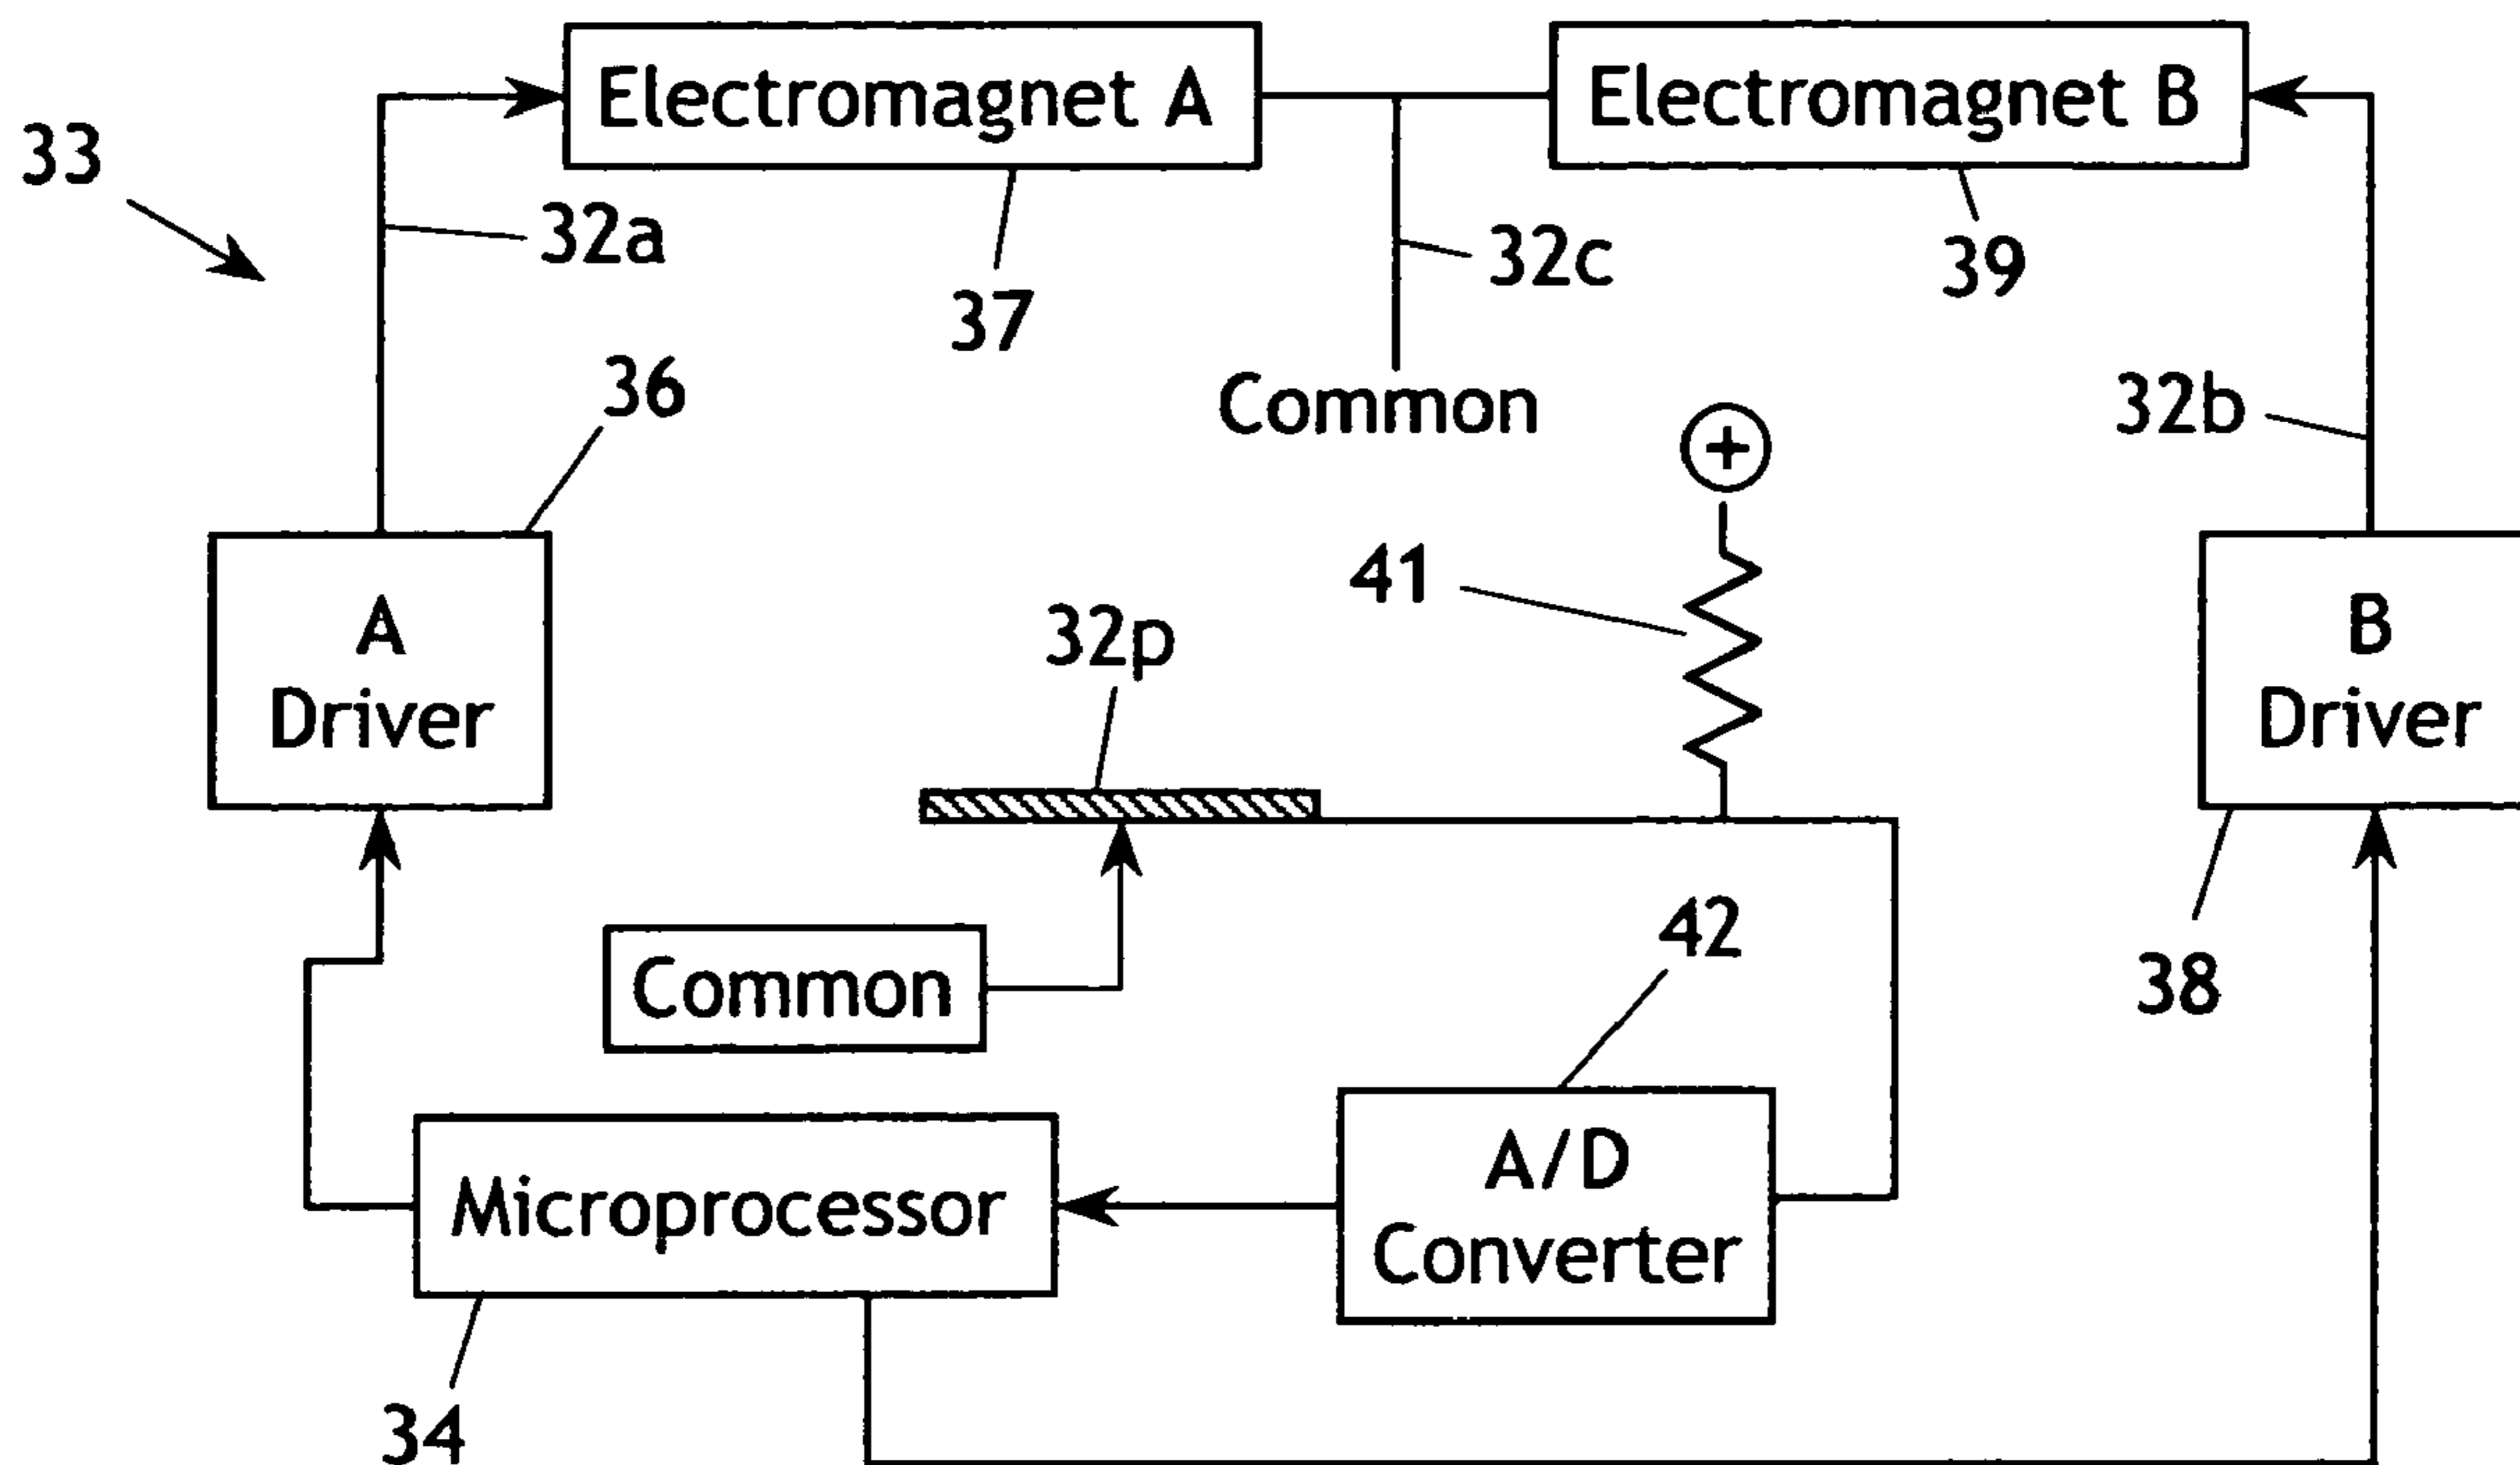 Electromagnet A
Electromagnet B
33
32a
32c
39
37
36
Common
32b
+
41
A
Driver
32p
B
Driver
42
Common
38
A/D
Converter
Microprocessor
34